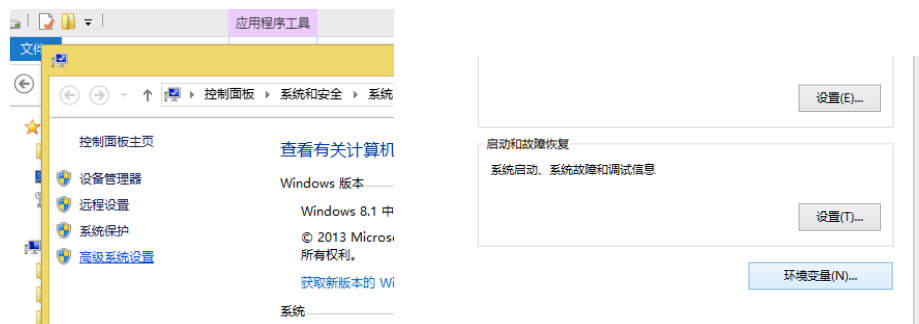 应用程序工具
文件
控制面板 系统和安全 系统
控制面板主页
设备管理器
远程设置
系统保护
高级系统设置
查看有关计算机
Windows 版本
Windows 8.1 中
© 2013 Micros
所有权利。
获取新版本的 Wi
系统
设置(E)...
启动和故障恢复
系统启动、系统故障和调试信息
设置(T)...
环境变量(N)...